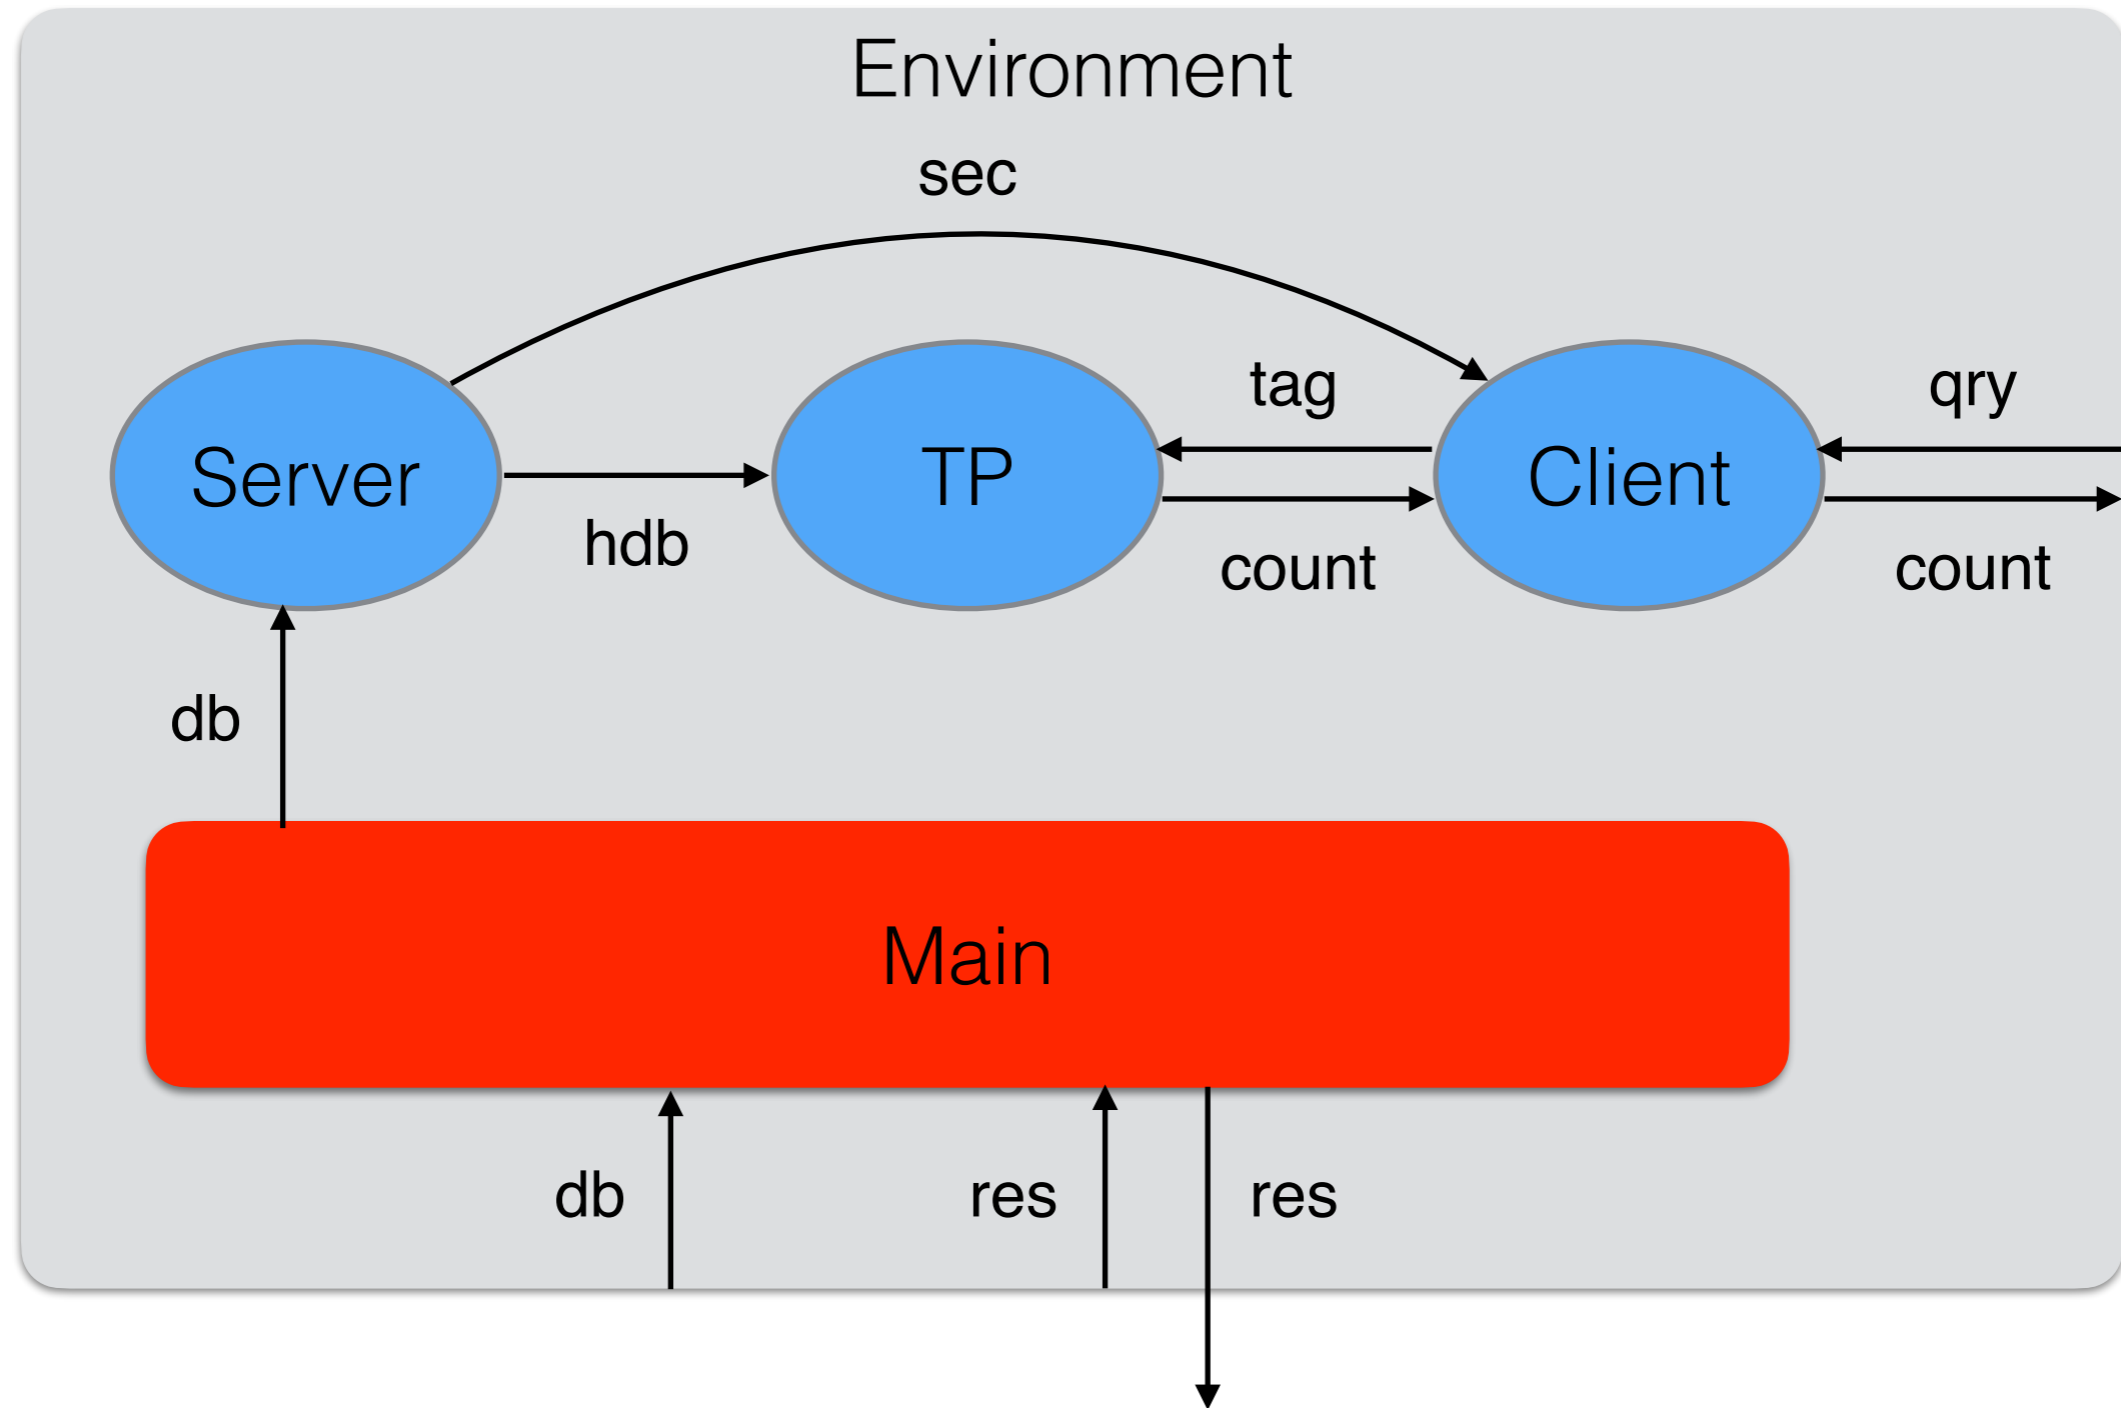 Environment
sec
tag
qry
Server
TP
Client
hdb
count
count
db
Main
db
res
res